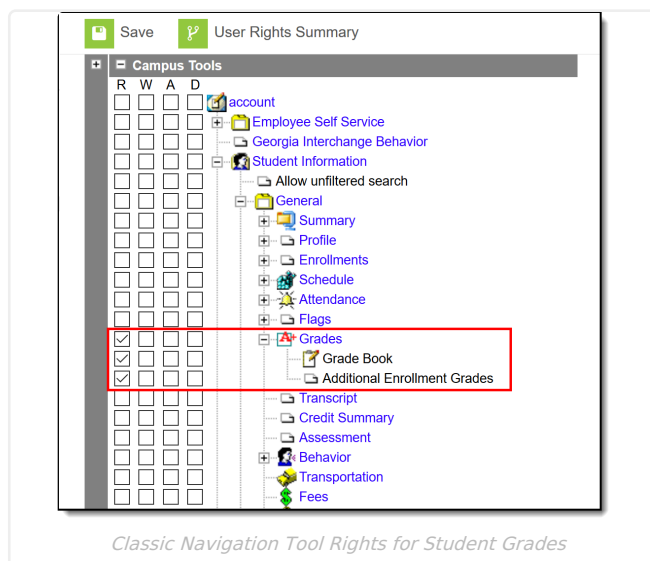 Save User Rights Summary
Campus Tools
R W A D
account
Employee Self Service
Georgia Interchange Behavior
Student Information
Allow unfiltered search
General
Summary
Profile
Enrollments
Schedule
Attendance
Flags
Grades
Grade Book
Additional Enrollment Grades
Transcript
Credit Summary
Assessment
Behavior
Transportation
Fees
Classic Navigation Tool Rights for Student Grades